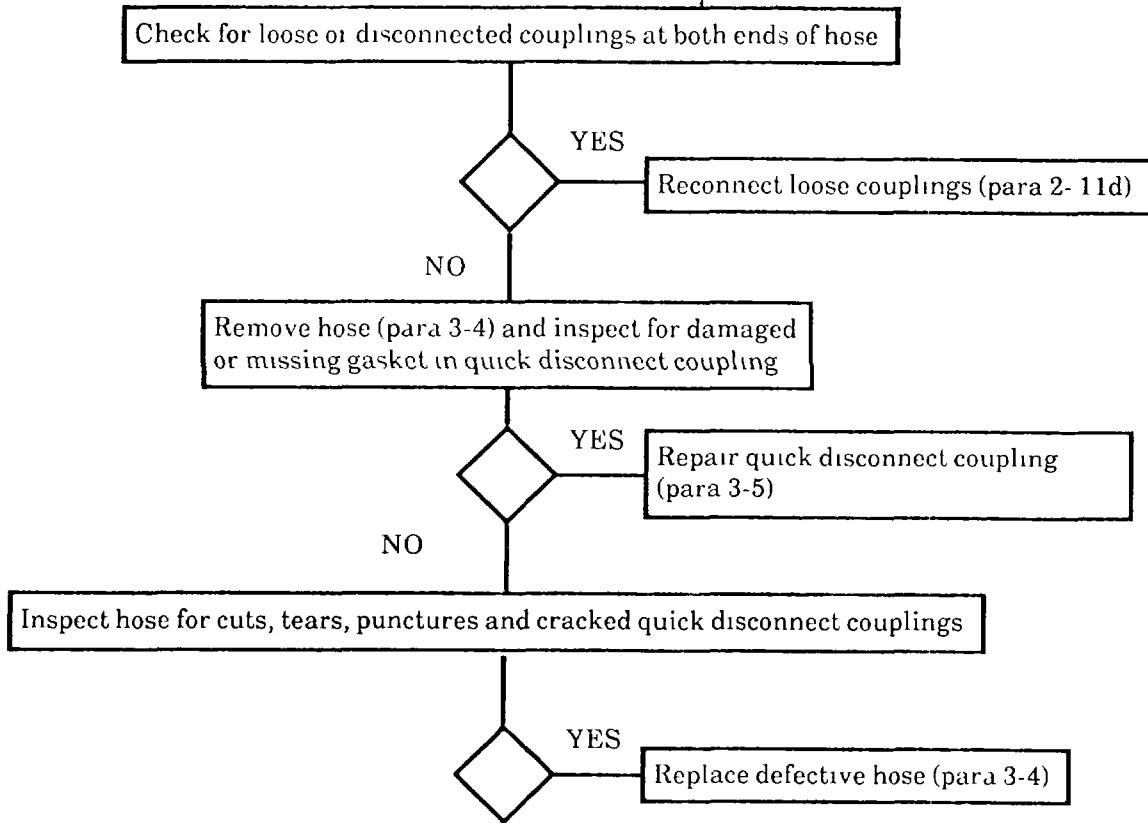 Check for loose or disconnected couplings at both ends of hose
YES
Reconnect loose couplings (para 2- 11d)
NO
Remove hose (para 3-4) and inspect for damaged
or missing gasket in quick disconnect coupling
YES
Repair quick disconnect coupling
(para 3-5)
NO
Inspect hose for cuts, tears, punctures and cracked quick disconnect couplings
YES
Replace defective hose (para 3-4)